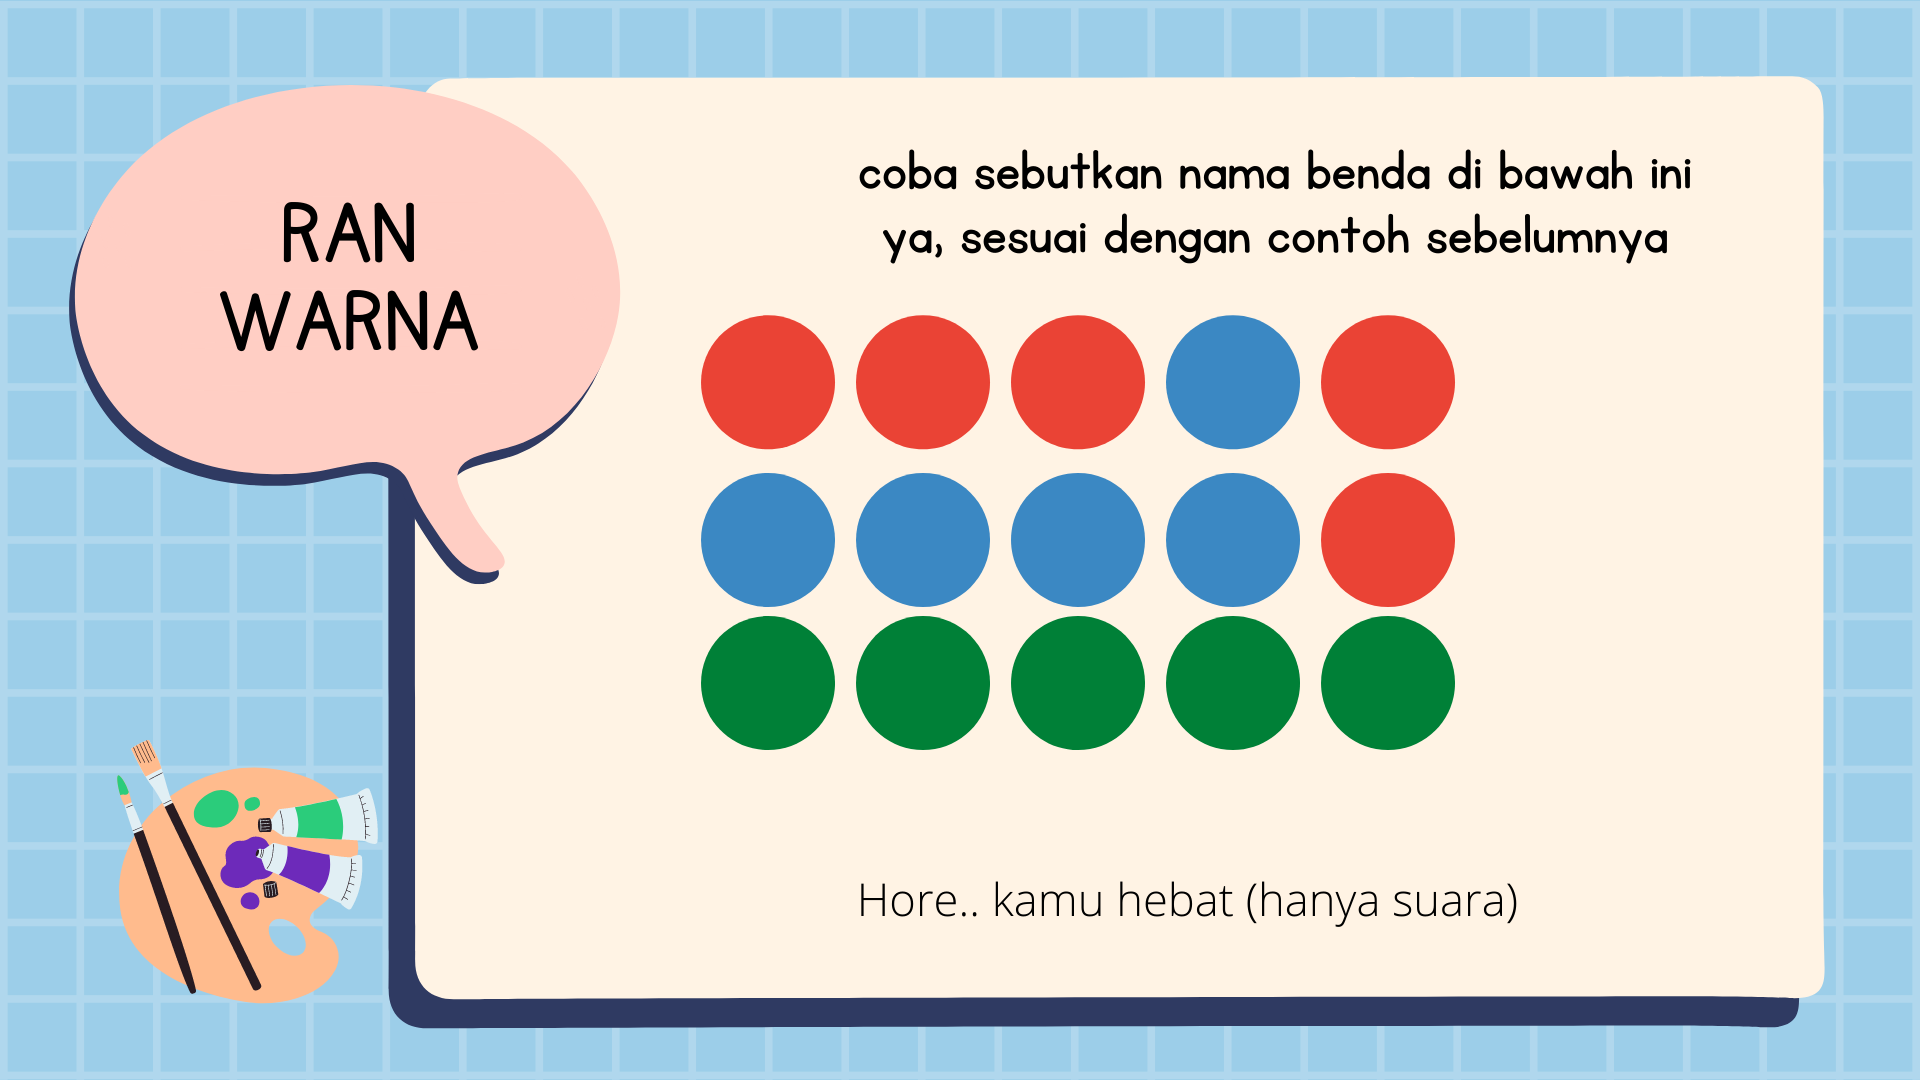 RAN
WARNA
coba sebutkan nama benda di bawah ini
ya, sesuai dengan contoh sebelumnya
Hore.. kamu hebat (hanya suara)